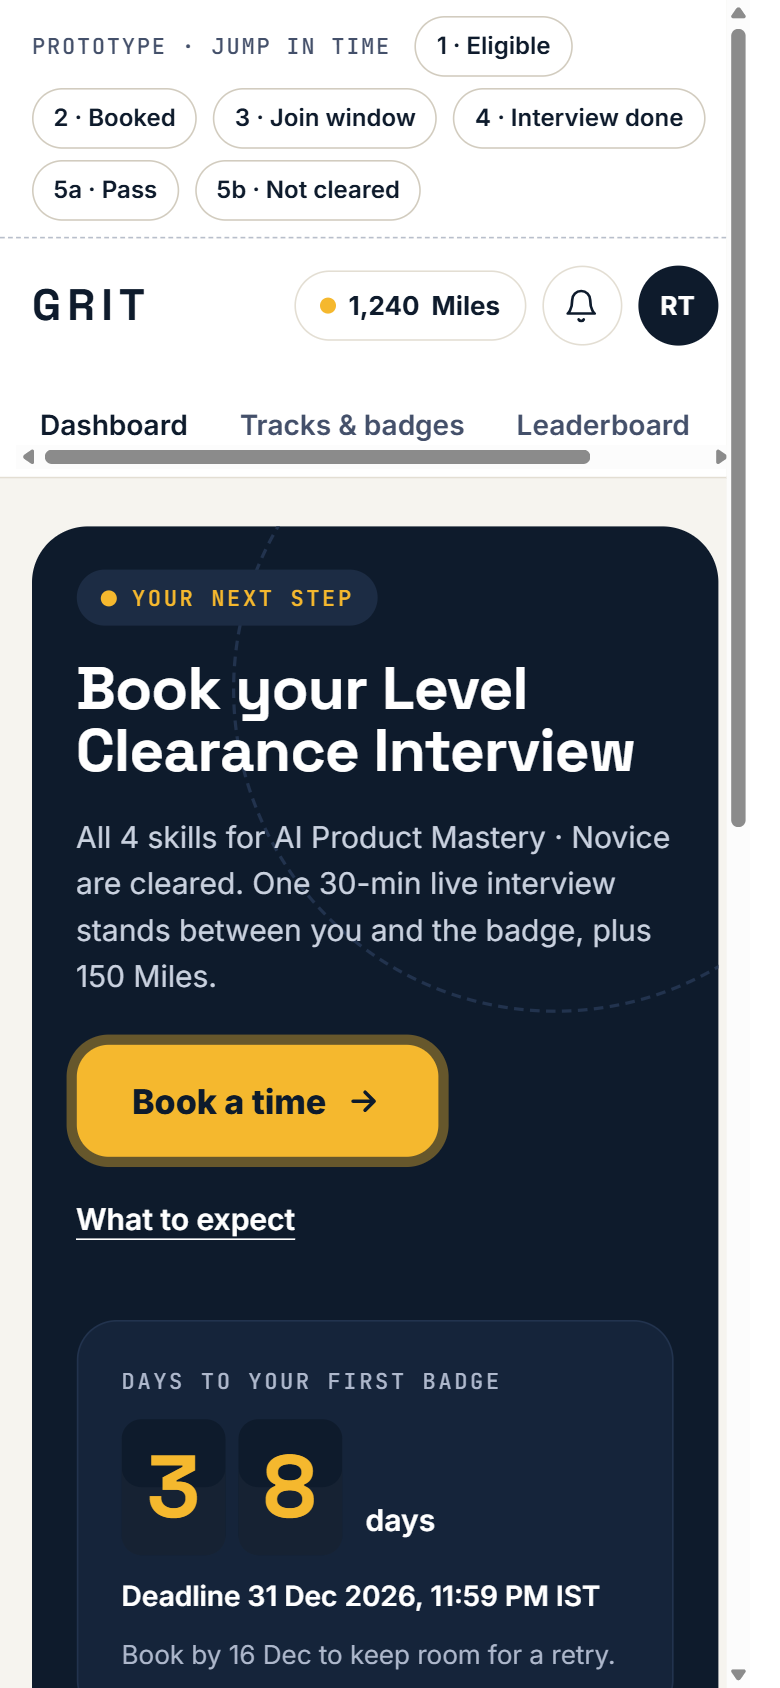 PROTOTYPE · JUMP IN TIME
1 · Eligible
2 · Booked
3 · Join window
4 · Interview done
5a · Pass
5b · Not cleared
GRIT
1,240 Miles
RT
Dashboard
Tracks & badges
Leaderboard
YOUR NEXT STEP
Book your Level
Clearance Interview
All 4 skills for AI Product Mastery · Novice
are cleared. One 30-min live interview
stands between you and the badge, plus
150 Miles.
Book a time →
What to expect
DAYS TO YOUR FIRST BADGE
38 days
Deadline 31 Dec 2026, 11:59 PM IST
Book by 16 Dec to keep room for a retry.